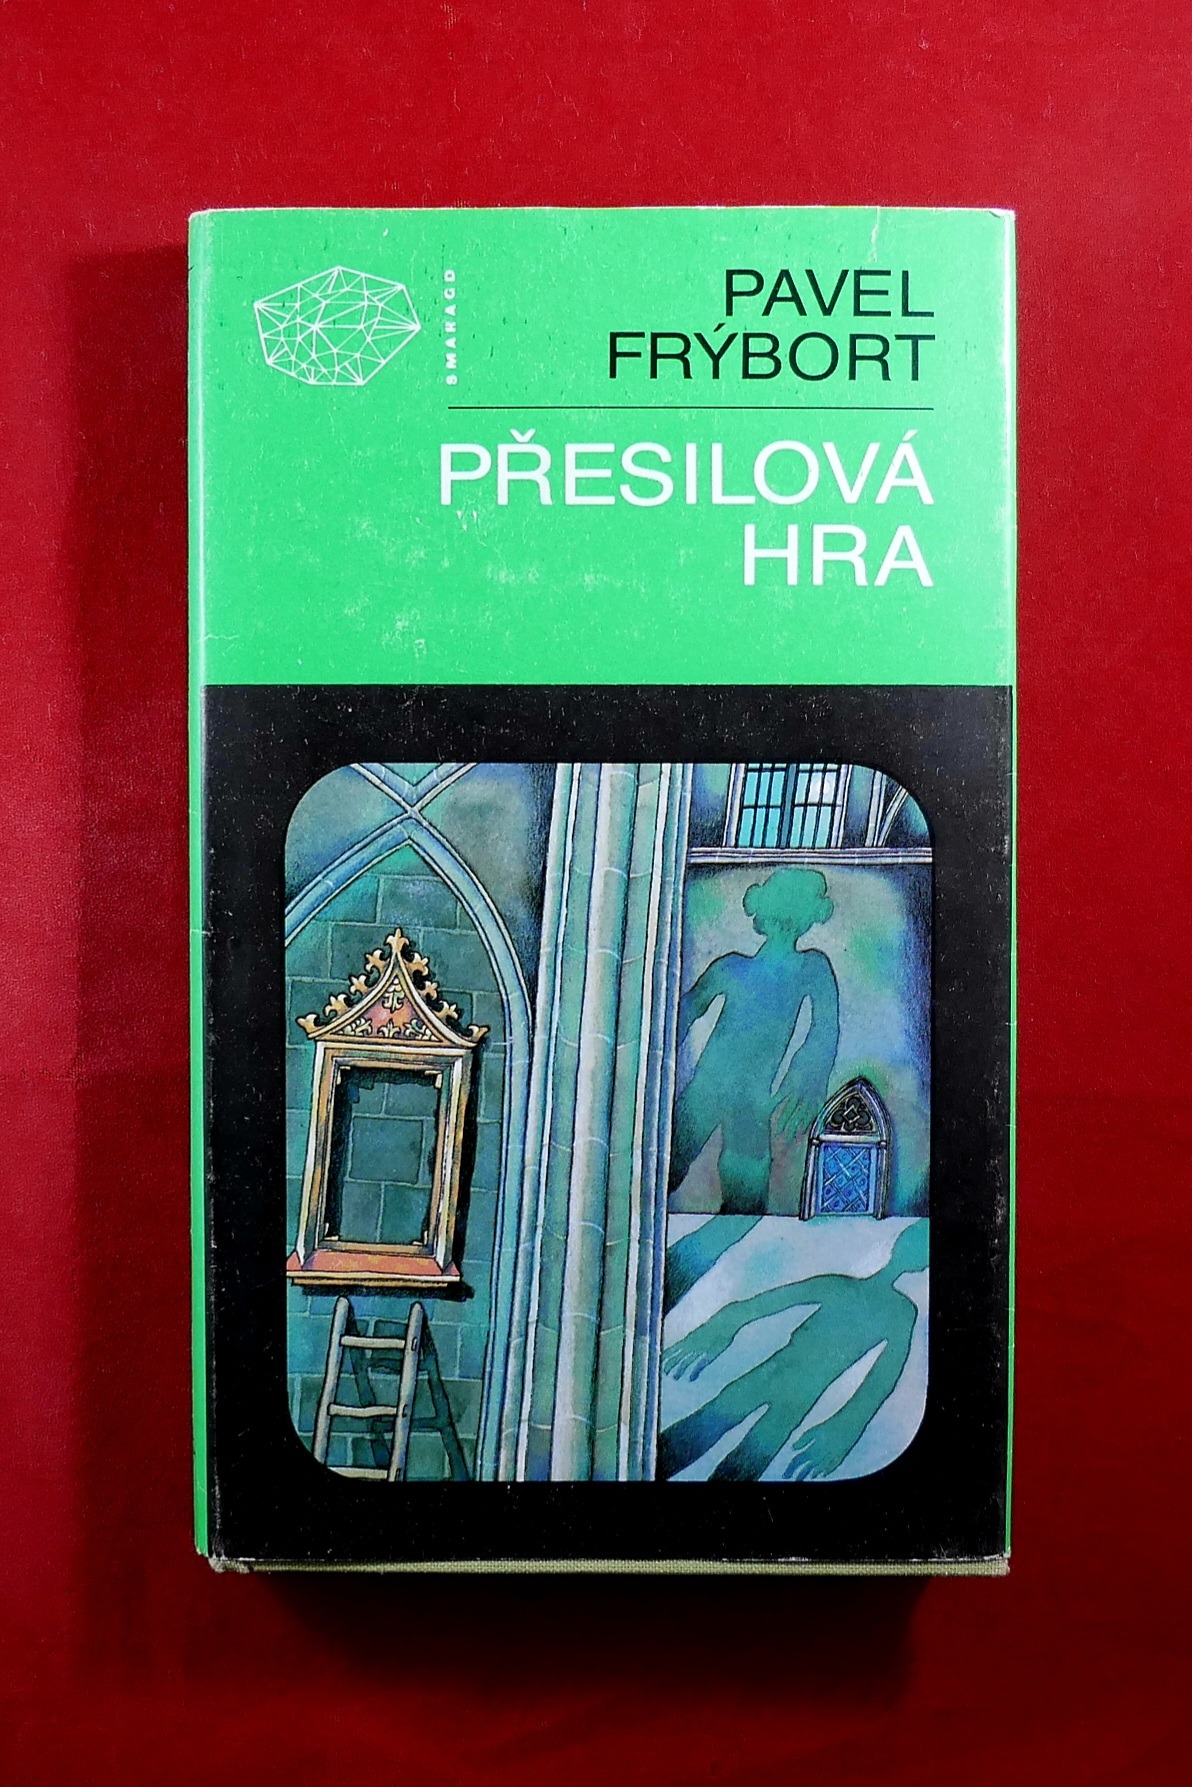 SMARAGD
PAVEL
FRÝBORT
PŘESILOVÁ
HRA